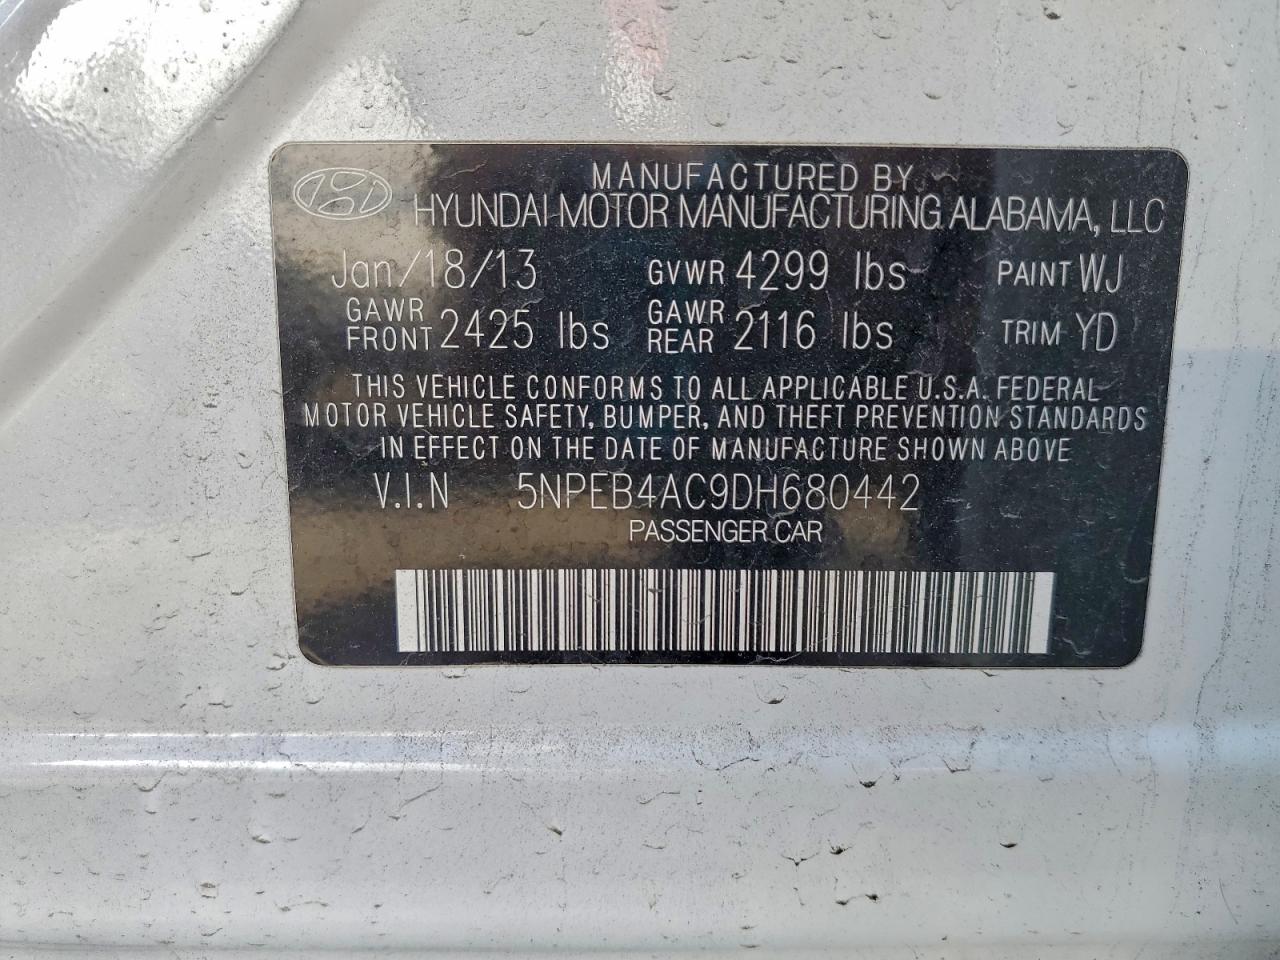 MANUFACTURED BY
HYUNDAI MOTOR MANUFACTURING ALABAMA, LLC
Jan/18/13 GVWR 4299 lbs PAINT WJ
GAWR FRONT 2425 lbs GAWR REAR 2116 lbs TRIM YD
THIS VEHICLE CONFORMS TO ALL APPLICABLE U.S.A. FEDERAL
MOTOR VEHICLE SAFETY, BUMPER, AND THEFT PREVENTION STANDARDS
IN EFFECT ON THE DATE OF MANUFACTURE SHOWN ABOVE
V.I.N 5NPEB4AC9DH680442
PASSENGER CAR